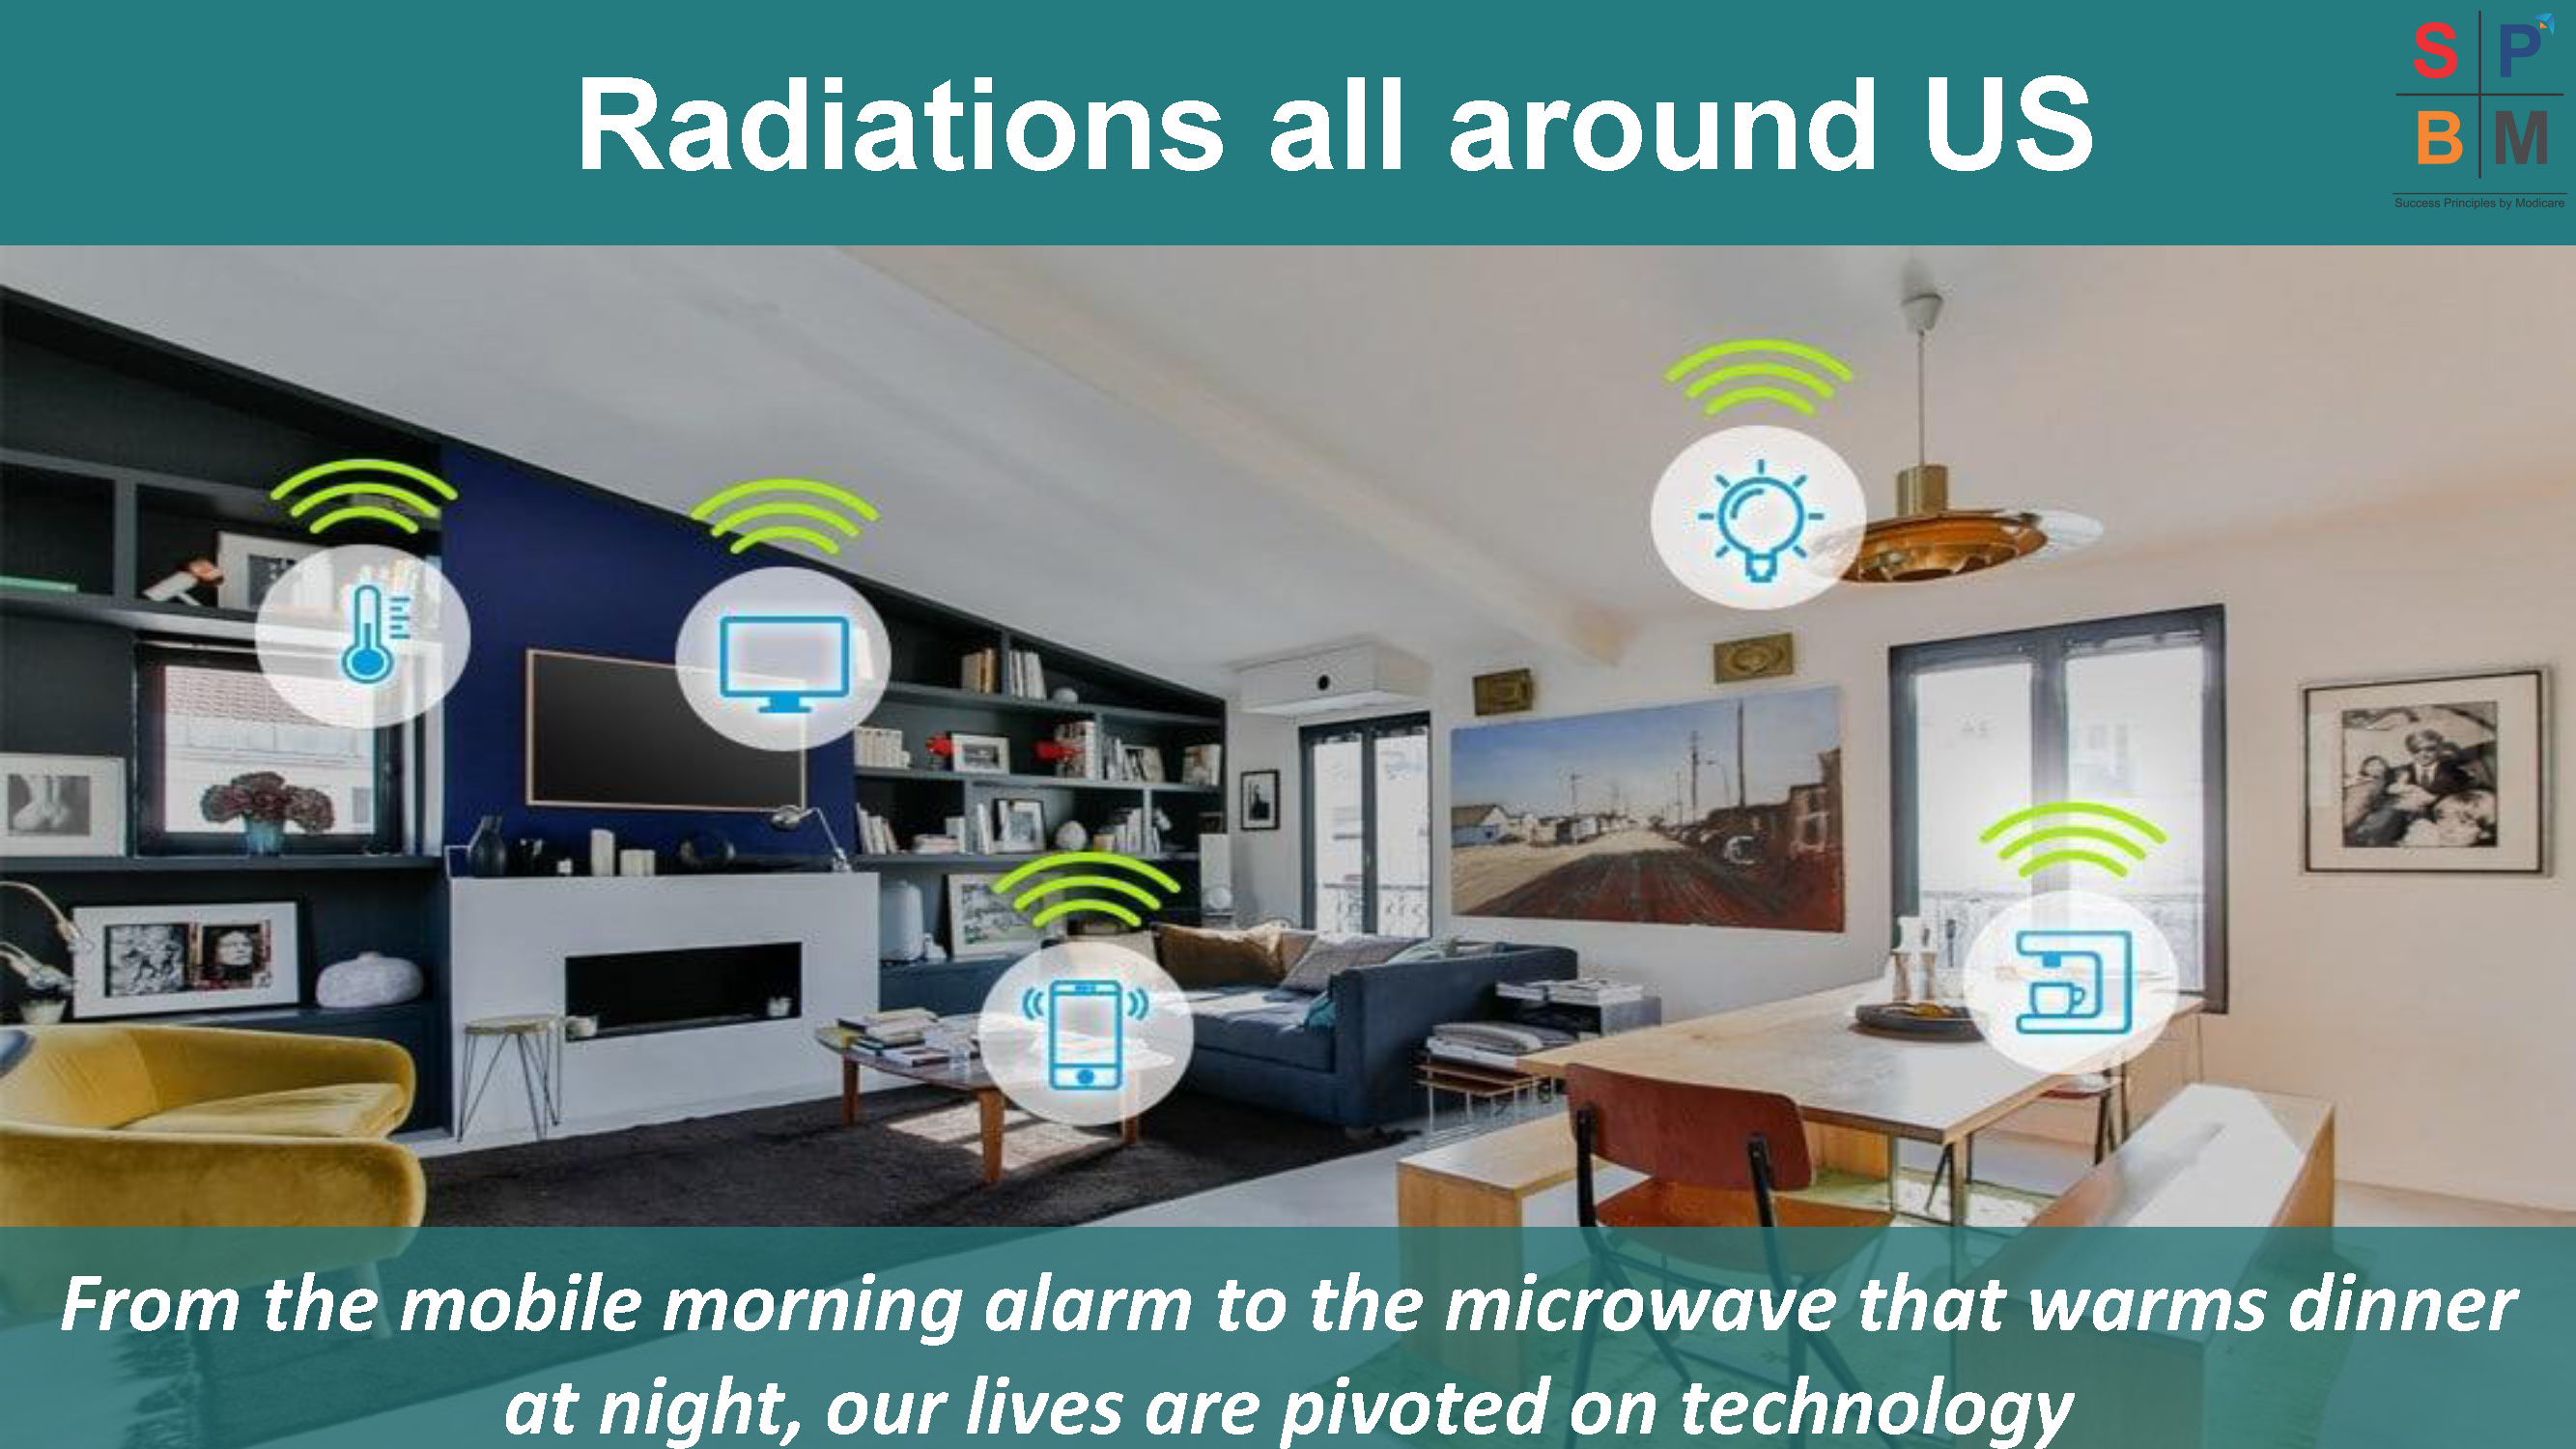 Radiations all around US
S P
B M
Success Principles by Modicare
From the mobile morning alarm to the microwave that warms dinner
at night, our lives are pivoted on technology